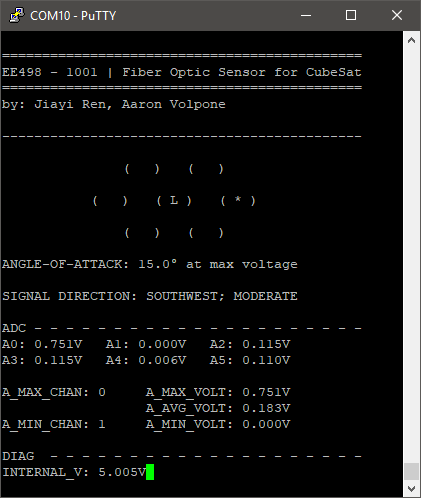 COM10 - PuTTY
=============================================
EE498 - 1001 | Fiber Optic Sensor for CubeSat
=============================================
by: Jiayi Ren, Aaron Volpone
---------------------------------------------
(   )   (   )
(   )   ( L )   ( * )
(   )   (   )
ANGLE-OF-ATTACK: 15.0° at max voltage
SIGNAL DIRECTION: SOUTHWEST; MODERATE
ADC - - - - - - - - - - - - - - - - - - - - -
A0: 0.751V   A1: 0.000V   A2: 0.115V
A3: 0.115V   A4: 0.006V   A5: 0.110V
A_MAX_CHAN: 0     A_MAX_VOLT: 0.751V
A_AVG_VOLT: 0.183V
A_MIN_CHAN: 1     A_MIN_VOLT: 0.000V
DIAG  - - - - - - - - - - - - - - - - - - - -
INTERNAL_V: 5.005V